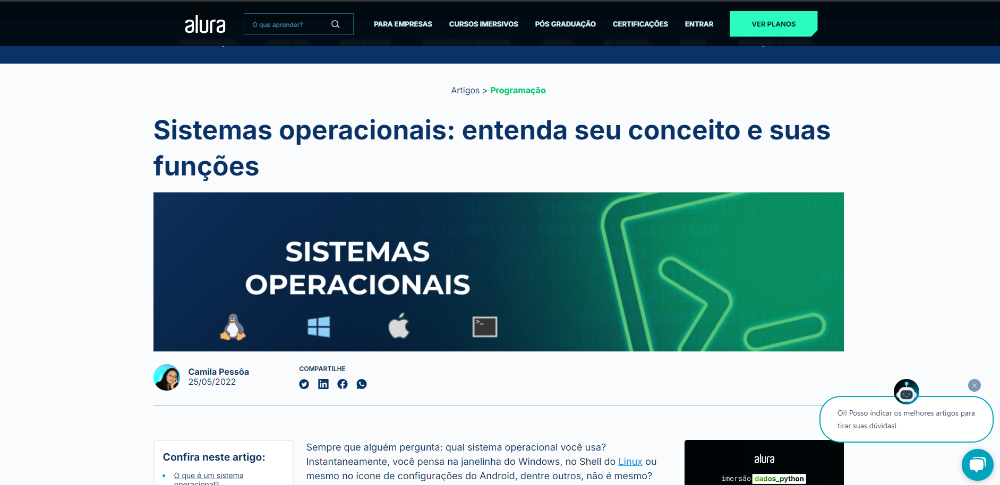 alura
O que aprender?
PARA EMPRESAS
CURSOS IMERSIVOS
PÓS GRADUAÇÃO
CERTIFICAÇÕES
ENTRAR
VER PLANOS
Artigos > Programação
Sistemas operacionais: entenda seu conceito e suas
funções
SISTEMAS
OPERACIONAIS
Camila Pessôa
25/05/2022
COMPARTILHE
Oi! Posso indicar os melhores artigos para
tirar suas dúvidas!
Confira neste artigo:
O que é um sistema
operacional?
Sempre que alguém pergunta: qual sistema operacional você usa?
Instantaneamente, você pensa na janelinha do Windows, no Shell do Linux ou
mesmo no ícone de configurações do Android, dentre outros, não é mesmo?
alura
imersão dados_python